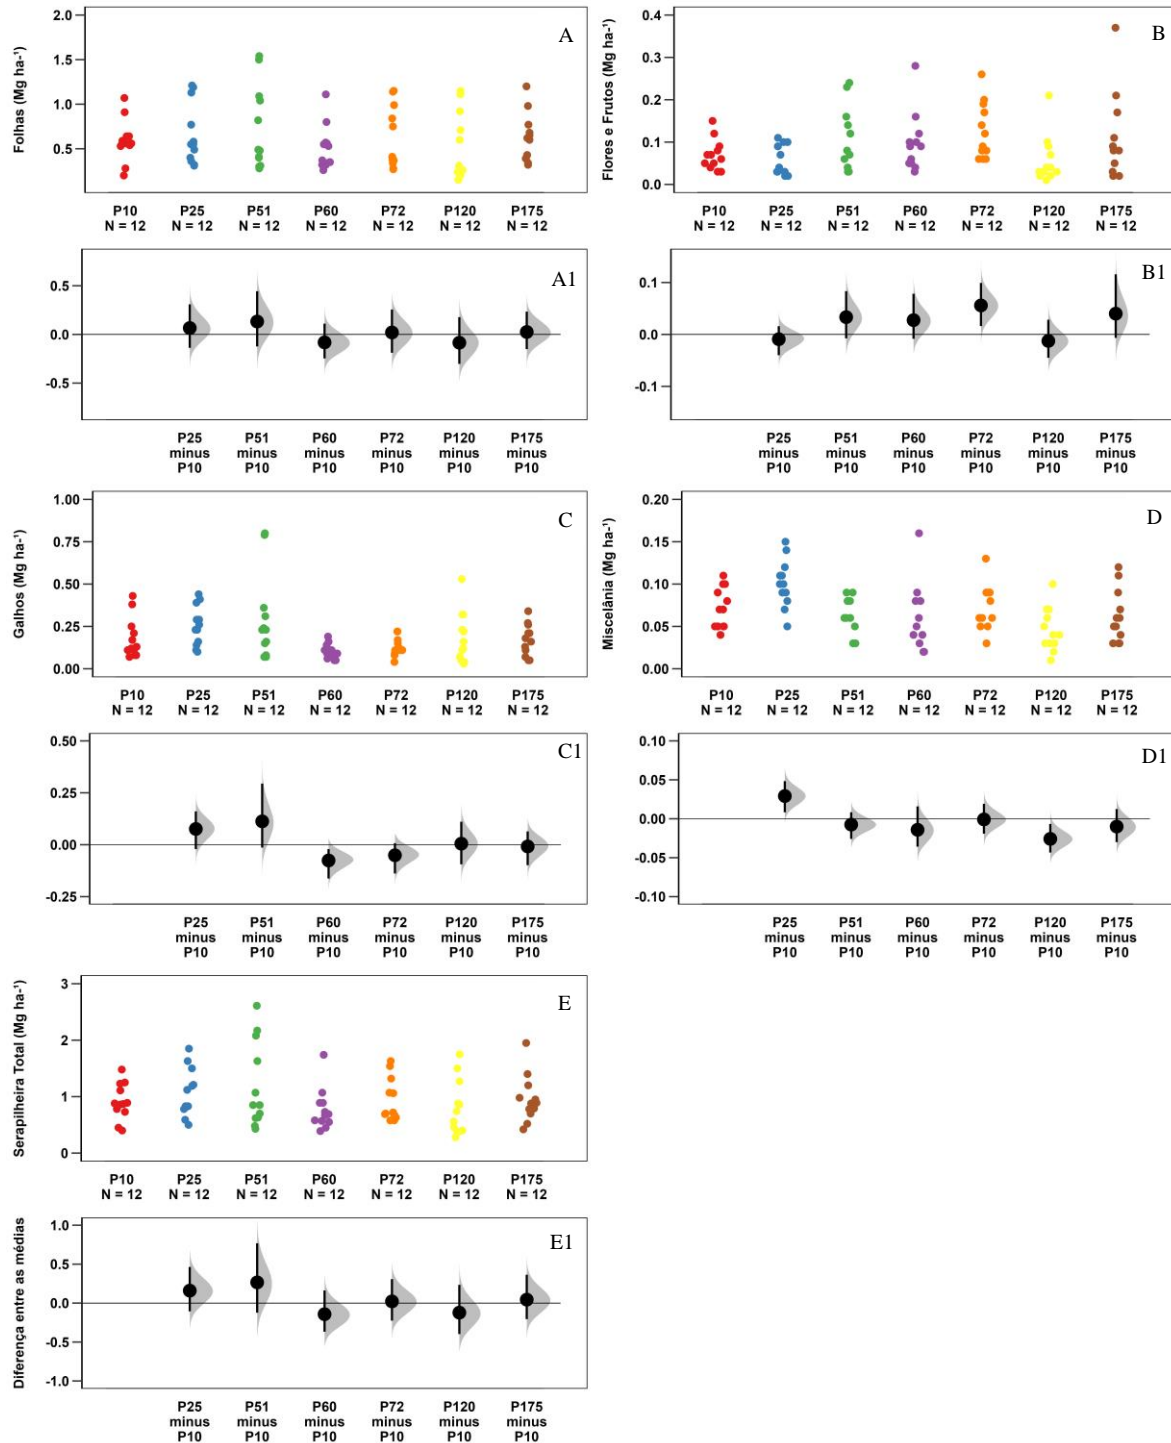 A
Folhas (Mg ha-¹)
2.0
1.5
1.0
0.5
P10 P25 P51 P60 P72 P120 P175
N = 12 N = 12 N = 12 N = 12 N = 12 N = 12 N = 12
B
Flores e Frutos (Mg ha-¹)
0.4
0.3
0.2
0.1
0.0
P10 P25 P51 P60 P72 P120 P175
N = 12 N = 12 N = 12 N = 12 N = 12 N = 12 N = 12
A1
0.5
0.0
-0.5
P25 P51 P60 P72 P120 P175
minus minus minus minus minus minus
P10 P10 P10 P10 P10 P10
B1
0.1
0.0
-0.1
P25 P51 P60 P72 P120 P175
minus minus minus minus minus minus
P10 P10 P10 P10 P10 P10
C
Galhos (Mg ha-¹)
1.00
0.75
0.50
0.25
0.00
P10 P25 P51 P60 P72 P120 P175
N = 12 N = 12 N = 12 N = 12 N = 12 N = 12 N = 12
D
Miscelânia (Mg ha-¹)
0.20
0.15
0.10
0.05
0.00
P10 P25 P51 P60 P72 P120 P175
N = 12 N = 12 N = 12 N = 12 N = 12 N = 12 N = 12
C1
0.50
0.25
0.00
-0.25
P25 P51 P60 P72 P120 P175
minus minus minus minus minus minus
P10 P10 P10 P10 P10 P10
D1
0.10
0.05
0.00
-0.05
-0.10
P25 P51 P60 P72 P120 P175
minus minus minus minus minus minus
P10 P10 P10 P10 P10 P10
E
Serapilheira Total (Mg ha-¹)
3
2
1
0
P10 P25 P51 P60 P72 P120 P175
N = 12 N = 12 N = 12 N = 12 N = 12 N = 12 N = 12
E1
Diferença entre as médias
1.0
0.5
0.0
-0.5
-1.0
P25 P51 P60 P72 P120 P175
minus minus minus minus minus minus
P10 P10 P10 P10 P10 P10